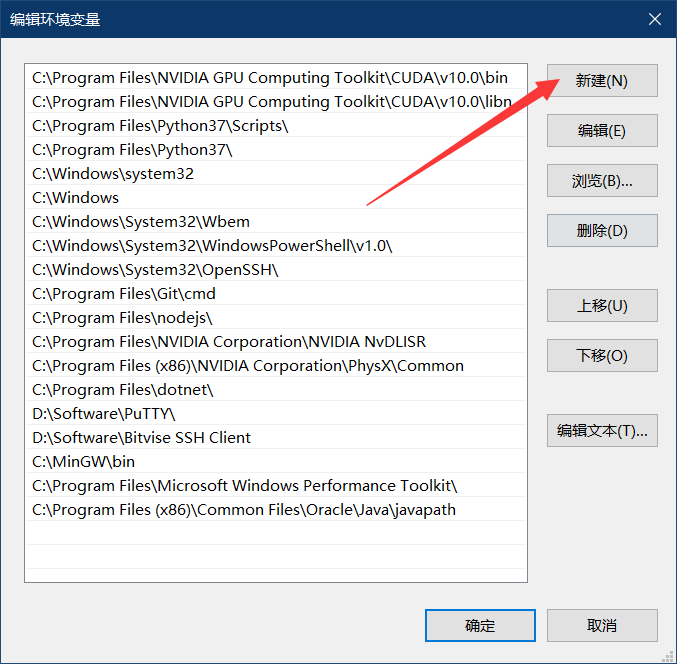 编辑环境变量
C:\Program Files\NVIDIA GPU Computing Toolkit\CUDA\v10.0\bin
C:\Program Files\NVIDIA GPU Computing Toolkit\CUDA\v10.0\libn
C:\Program Files\Python37\Scripts\
C:\Program Files\Python37\
C:\Windows\system32
C:\Windows
C:\Windows\System32\Wbem
C:\Windows\System32\WindowsPowerShell\v1.0\
C:\Windows\System32\OpenSSH\
C:\Program Files\Git\cmd
C:\Program Files\nodejs\
C:\Program Files\NVIDIA Corporation\NVIDIA NvDLISR
C:\Program Files (x86)\NVIDIA Corporation\PhysX\Common
C:\Program Files\dotnet\
D:\Software\PuTTY\
D:\Software\Bitvise SSH Client
C:\MinGW\bin
C:\Program Files\Microsoft Windows Performance Toolkit\
C:\Program Files (x86)\Common Files\Oracle\Java\javapath
新建(N)
编辑(E)
浏览(B)...
删除(D)
上移(U)
下移(O)
编辑文本(T)...
确定
取消